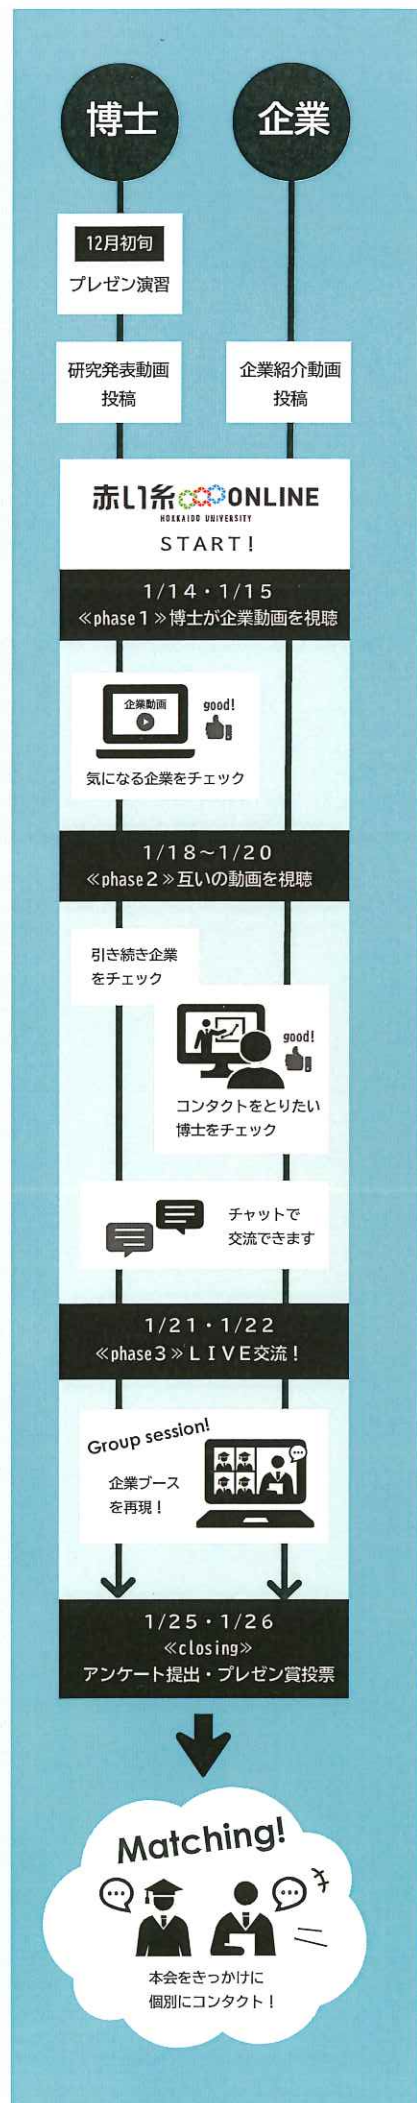 博士
企業
12月初旬
プレゼン演習
研究発表動画
投稿
企業紹介動画
投稿
赤い糸ONLINE
HOKKAIDO UNIVERSITY
START!
1/14・1/15
≪phase1≫博士が企業動画を視聴
企業動画
good!
気になる企業をチェック
1/18~1/20
≪phase2≫互いの動画を視聴
引き続き企業
をチェック
good!
コンタクトをとりたい
博士をチェック
チャットで
交流できます
1/21・1/22
≪phase3≫LIVE交流!
Group session!
企業ブース
を再現!
1/25・1/26
≪closing≫
アンケート提出・プレゼン賞投票
Matching!
本会をきっかけに
個別にコンタクト!